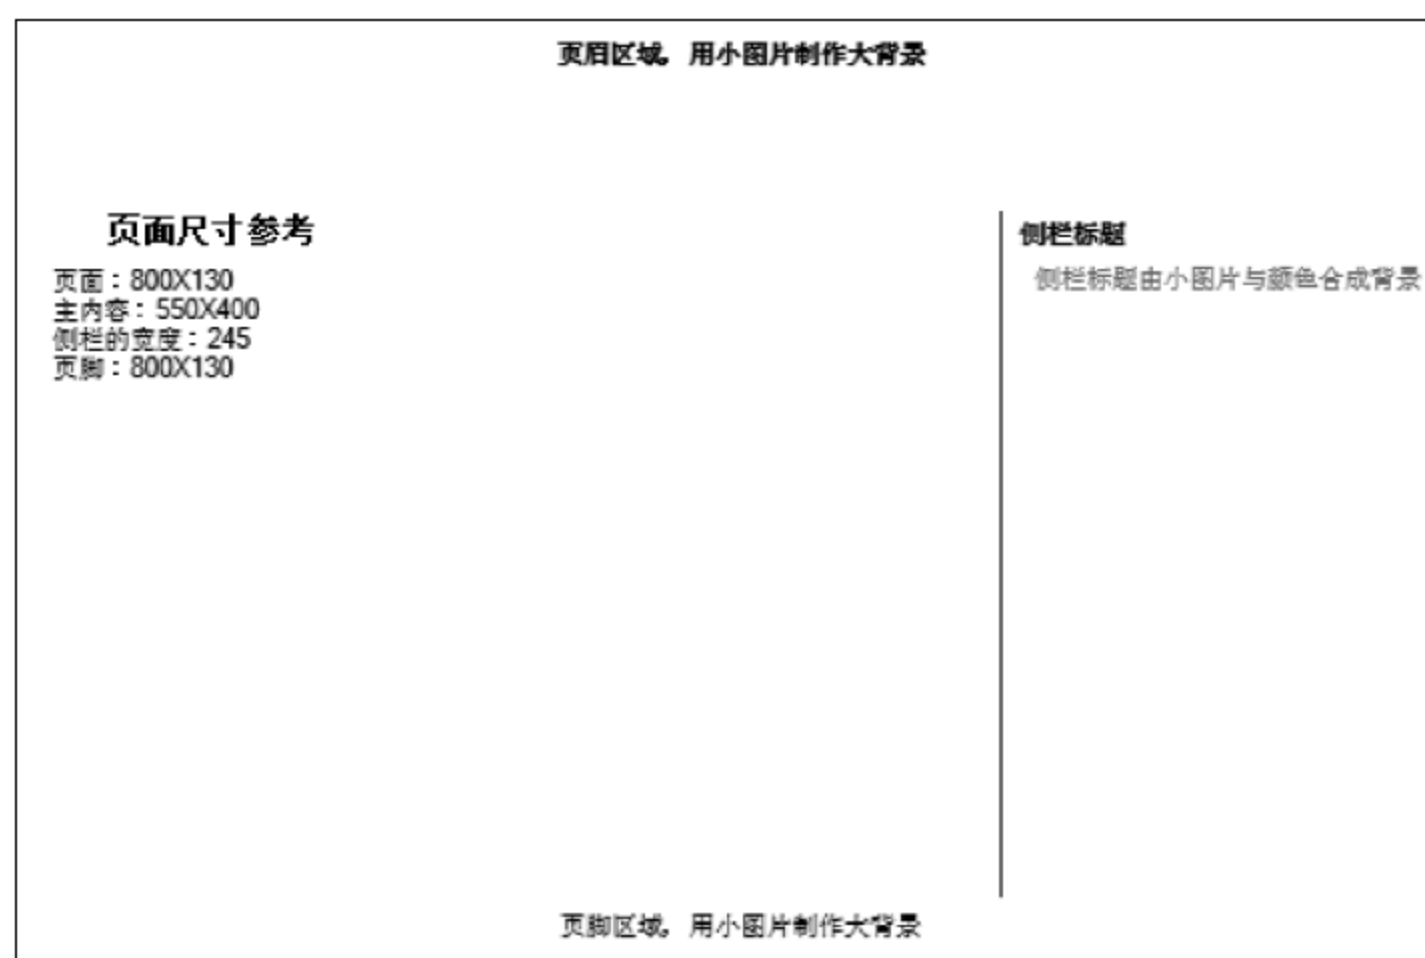 页眉区域。用小图片制作大背景
页面尺寸参考
页面：800X130
主内容：550X400
侧栏的宽度：245
页脚：800X130
侧栏标题
侧栏标题由小图片与颜色合成背景
页脚区域。用小图片制作大背景